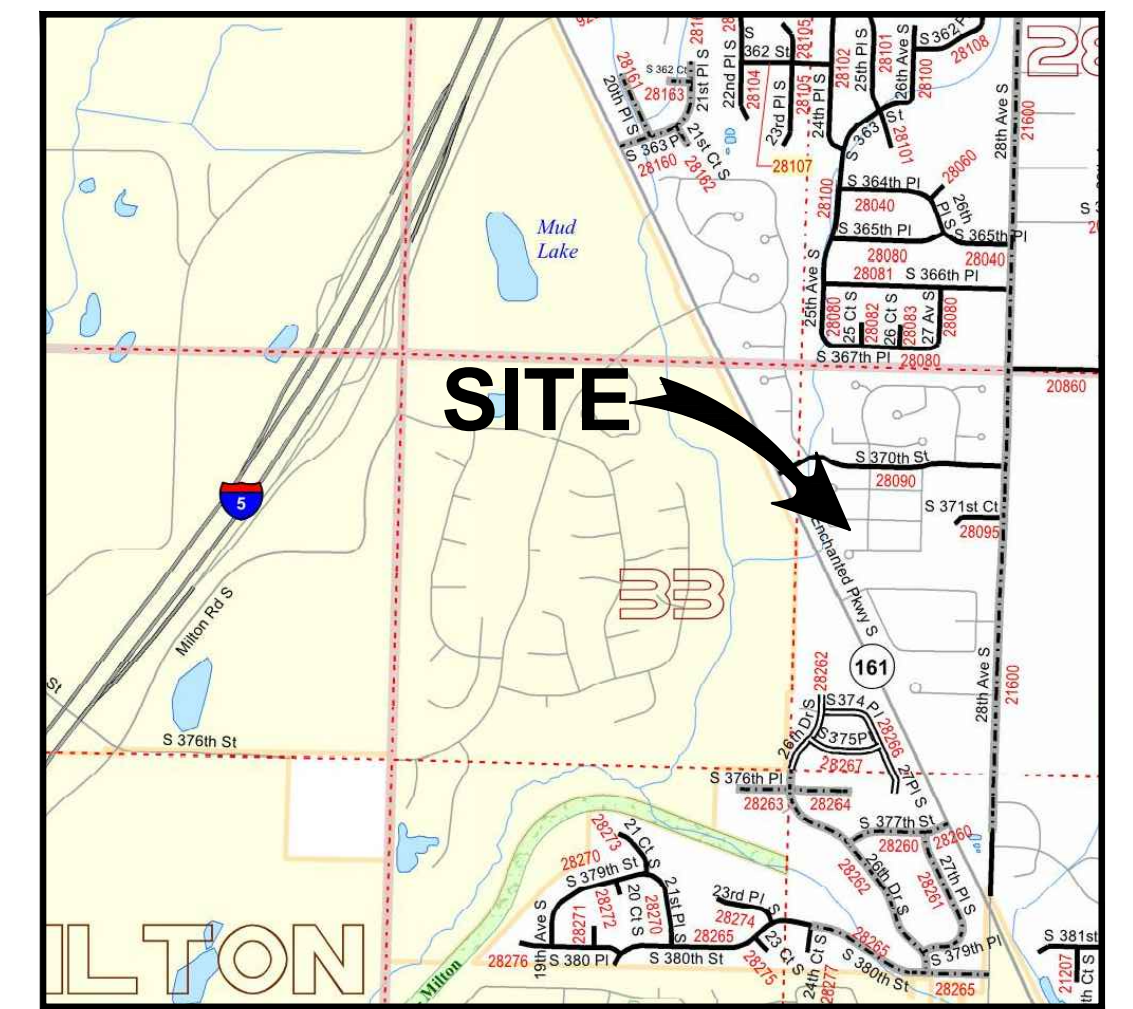 28161
S 362 Ct
28163
20th Pl S
21st Pl S
S 363 Pl
28160
21st Ct S
28162
22nd Pl S
S 362 St
28104
23rd Pl S
28105
28105
24th Pl S
28107
28102
25th Pl S
28101
26th Ave S
28100
S 362 Pl
28108
S 363 St
28101
28
28th Ave S
21600
28100
S 364th Pl
28040
28060
26th Pl S
S 365th Pl
28080
S 365th Pl
28040
28081
S 366th Pl
25th Ave S
28080
25 Ct S
28082
26 Ct S
28083
27 Av S
28080
S 367th Pl
28080
Mud
Lake
20860
SITE
S 370th St
28090
S 371st Ct
28095
5
Milton Rd S
33
Enchanted Pkwy S
161
28th Ave S
21600
St
S 376th St
28262
S 374 Pl
26th Dr S
S 375 Pl
28266
28267
27 Pl S
S 376th Pl
28263
28264
S 377th St
28260
28260
28262
26th Dr S
28261
27th Pl S
28273
21 Ct S
28270
S 379th St
28271
28272
20 Ct S
28270
21st Pl S
19th Ave S
28276
S 380 Pl
S 380th St
28265
23rd Pl S
28274
23 Ct S
28275
24th Ct S
28277
28265
S 380th St
S 379th Pl
28265
S 381st
21207
th Ct S
ILTON
Milton